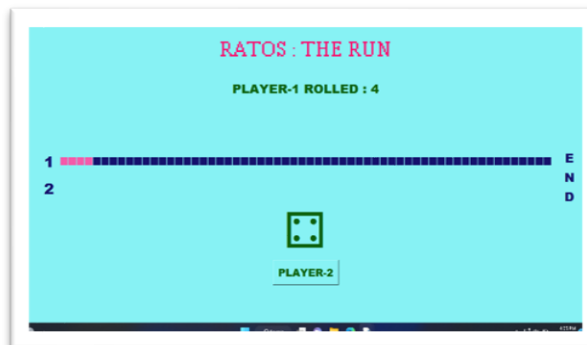 RATOS : THE RUN
PLAYER-1 ROLLED : 4
1
E
N
D
2
PLAYER-2